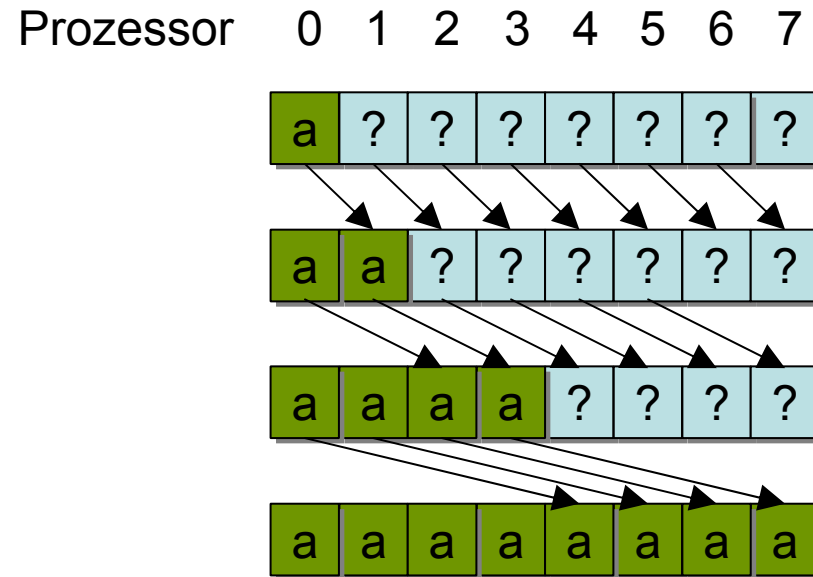 Prozessor 0 1 2 3 4 5 6 7
a ? ? ? ? ? ? ?
a a ? ? ? ? ? ?
a a a a ? ? ? ?
a a a a a a a a